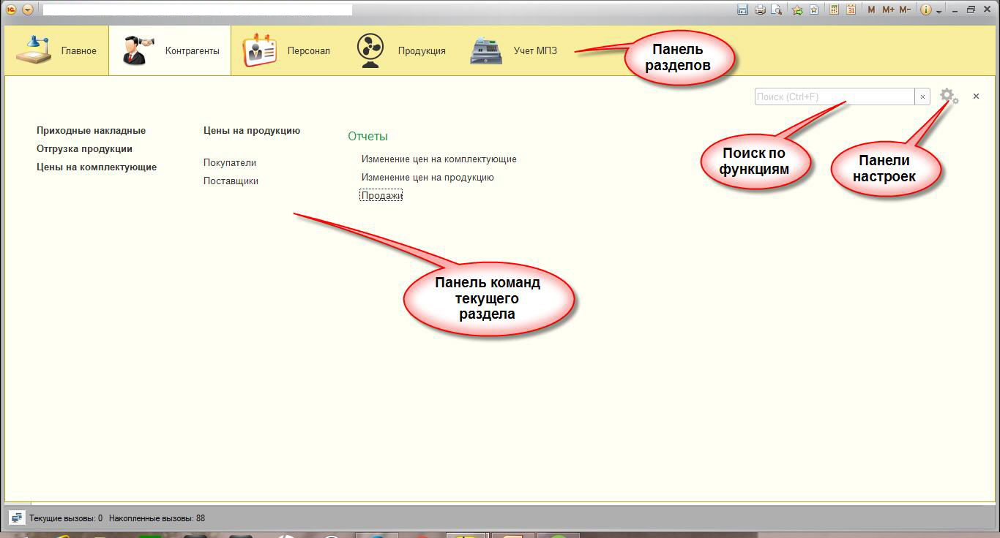 M M+ M-
Главное
Контрагенты
Персонал
Продукция
Учет МПЗ
Панель
разделов
Поиск (Ctrl+F)
Приходные накладные
Отгрузка продукции
Цены на комплектующие
Цены на продукцию
Покупатели
Поставщики
Отчеты
Изменение цен на комплектующие
Изменение цен на продукцию
Продажи
Поиск по
функциям
Панели
настроек
Панель команд
текущего
раздела
Текущие вызовы: 0 Накопленные вызовы: 88